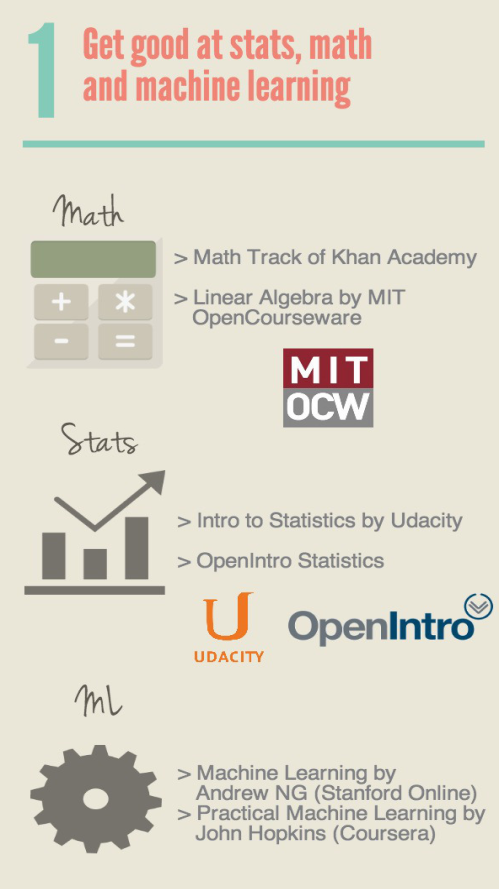 1
Get good at stats, math
and machine learning
Math
+ *
- =
> Math Track of Khan Academy
> Linear Algebra by MIT
OpenCourseware
MIT
OCW
Stats
> Intro to Statistics by Udacity
> OpenIntro Statistics
U
UDACITY
OpenIntro
ML
> Machine Learning by
Andrew NG (Stanford Online)
> Practical Machine Learning by
John Hopkins (Coursera)